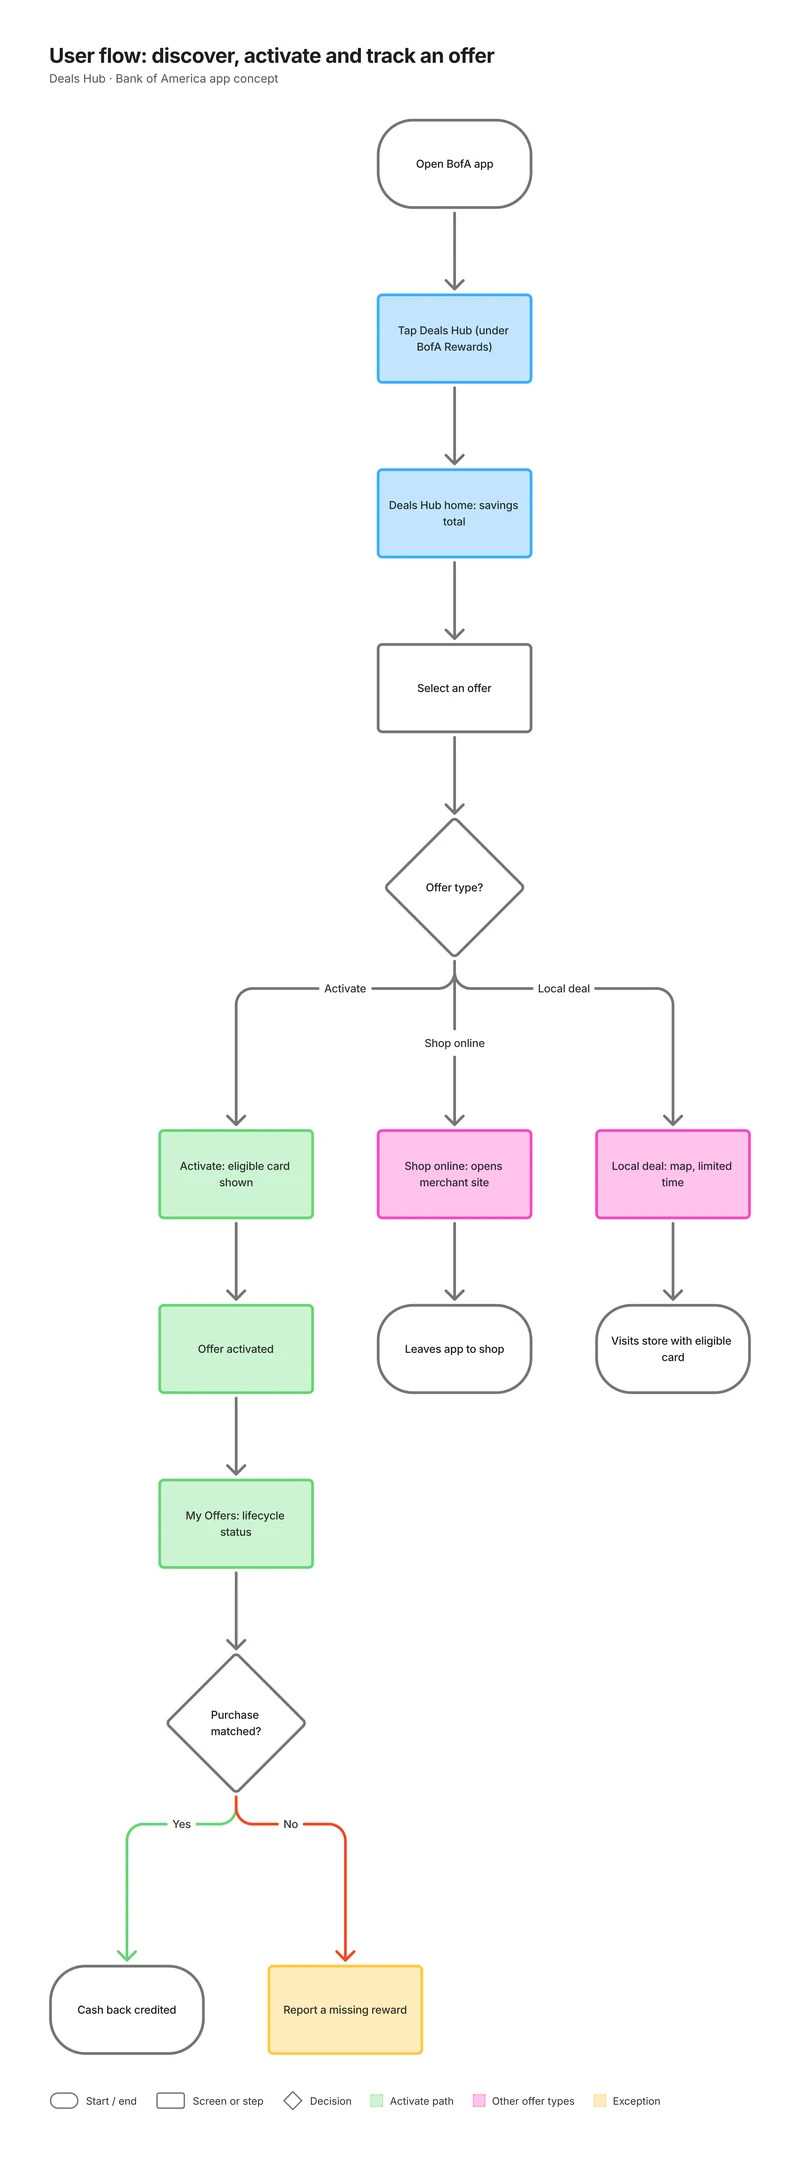 User flow: discover, activate and track an offer
Deals Hub · Bank of America app concept
Open BofA app
Tap Deals Hub (under
BofA Rewards)
Deals Hub home: savings
total
Select an offer
Offer type?
Activate
Local deal
Shop online
Activate: eligible card
shown
Shop online: opens
merchant site
Local deal: map, limited
time
Offer activated
Leaves app to shop
Visits store with eligible
card
My Offers: lifecycle
status
Purchase
matched?
Yes
No
Cash back credited
Report a missing reward
Start / end
Screen or step
Decision
Activate path
Other offer types
Exception